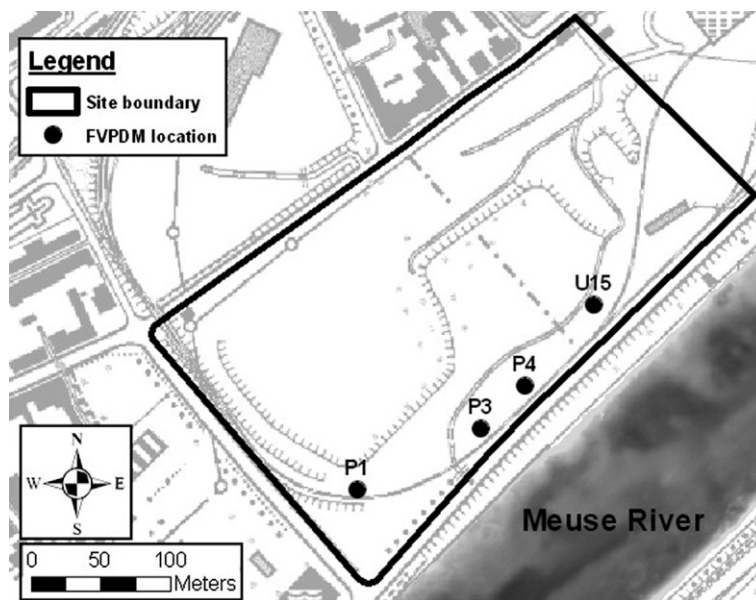 Legend
Site boundary
FVPDM location
U15
P4
P3
P1
N
W E
S
0 50 100
Meters
Meuse River